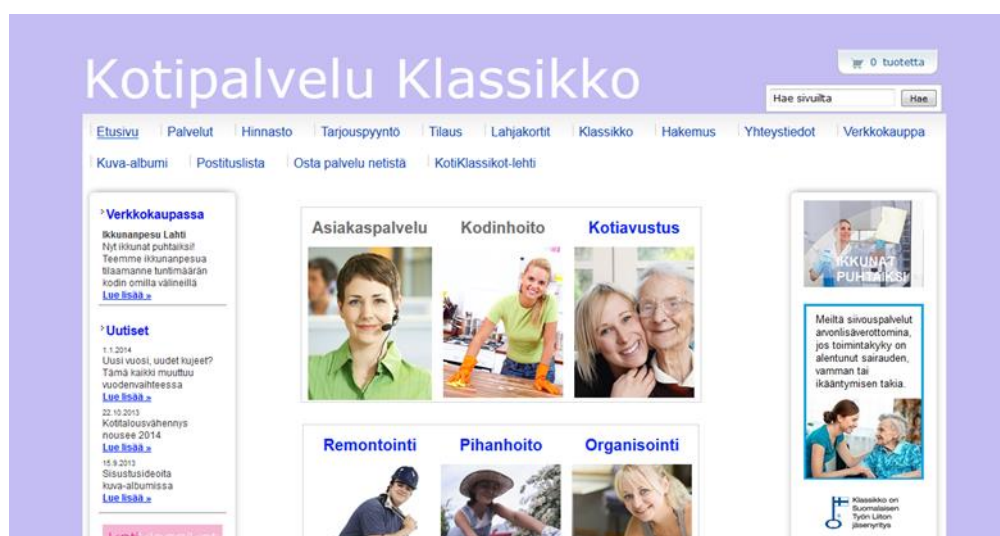 Kotipalvelu Klassikko
0 tuotetta
Hae sivuilta
Hae
Etusivu Palvelut Hinnasto Tarjouspyyntö Tilaus Lahjakortit Klassikko Hakemus Yhteystiedot Verkkokauppa
Kuva-albumi Postituslista Osta palvelu netistä KotiKlassikot-lehti
Verkkokaupassa
Ikkunanpesu Lahti
Nyt ikkunat puhtaiksi!
Teemme ikkunanpesua
tilaamanne tuntimäärän
kodin omilla välineillä
Lue lisää »
Uutiset
1.1.2014
Uusi vuosi, uudet kujeet?
Tämä kaikki muuttuu
vuodenvaihteessa
Lue lisää »
22.10.2013
Kotitalousvähennys
nousee 2014
Lue lisää »
15.9.2013
Sisustusideoita
kuva-albumissa
Lue lisää »
Asiakaspalvelu Kodinhoito Kotiavustus
Remontointi Pihanhoito Organisointi
IKKUNAT
PUHTAIKSI
Meiltä siivouspalvelut
arvonlisäverottomina,
jos toimintakyky on
alentunut sairauden,
vamman tai
ikääntymisen takia.
Klassikko on
Suomalaisen
Työn Liiton
jäsenyritys